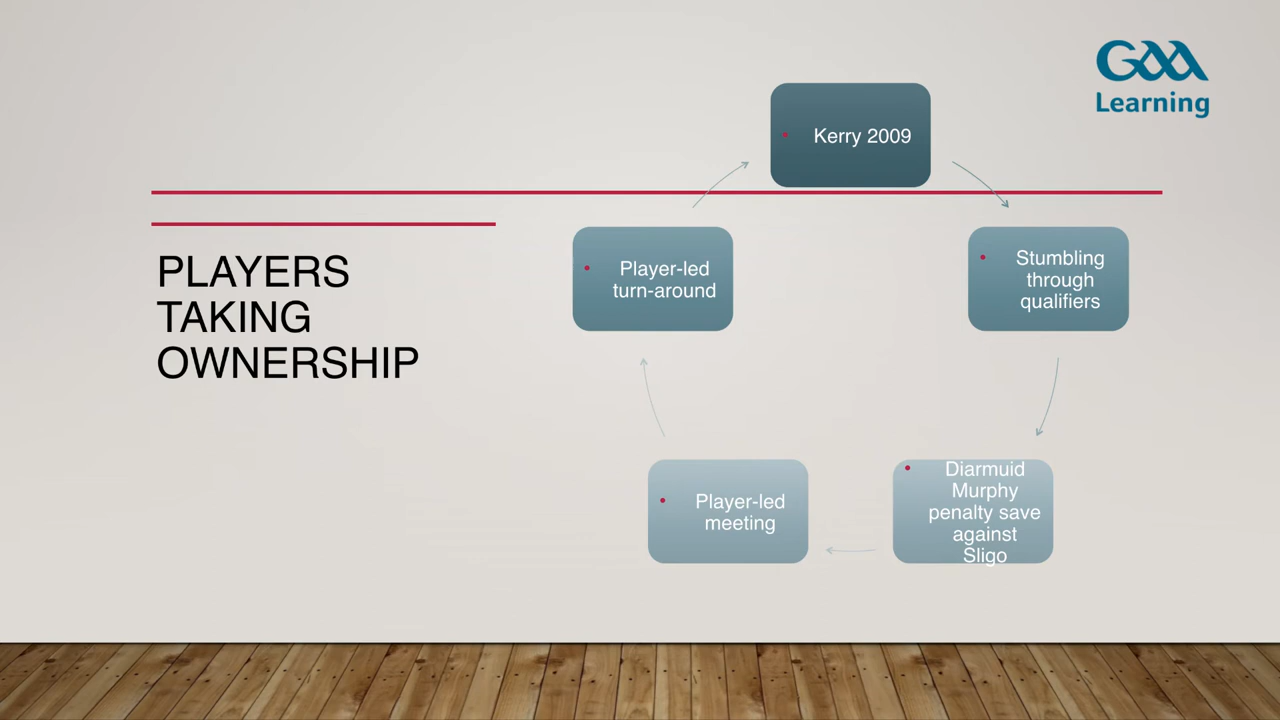 GAA
Learning
PLAYERS
TAKING
OWNERSHIP
• Kerry 2009
• Stumbling
through
qualifiers
• Diarmuid
Murphy
penalty save
against
Sligo
• Player-led
meeting
• Player-led
turn-around